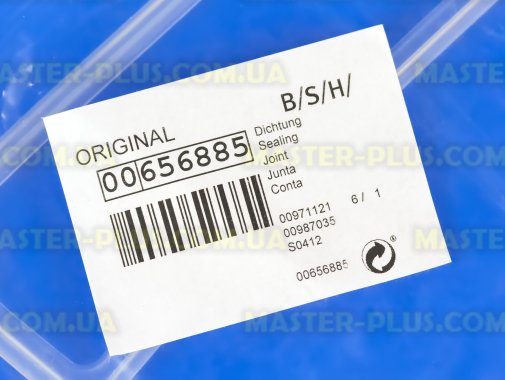 B/S/H/
ORIGINAL
00656885
Dichtung
Sealing
Joint
Junta
Conta
00971121 6 / 1
00987035
S0412
00656885
®
MASTER-PLUS.COM.UA